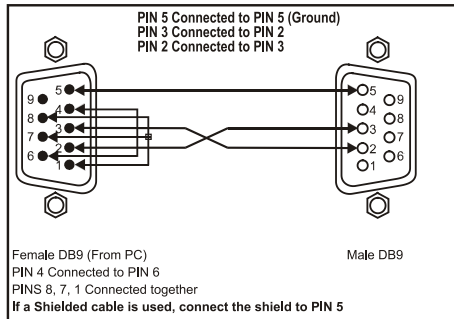 PIN 5 Connected to PIN 5 (Ground)
PIN 3 Connected to PIN 2
PIN 2 Connected to PIN 3
5
9
4
8
3
7
2
6
1
5
9
4
8
3
7
2
6
1
Female DB9 (From PC)
Male DB9
PIN 4 Connected to PIN 6
PINS 8, 7, 1 Connected together
If a Shielded cable is used, connect the shield to PIN 5